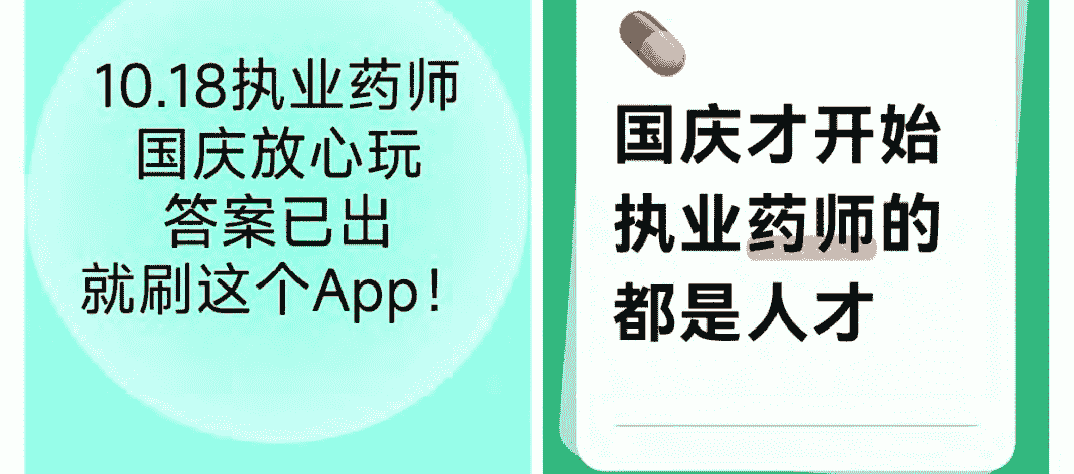 10.18执业药师
国庆放心玩
答案已出
就刷这个App！
国庆才开始
执业药师的
都是人才